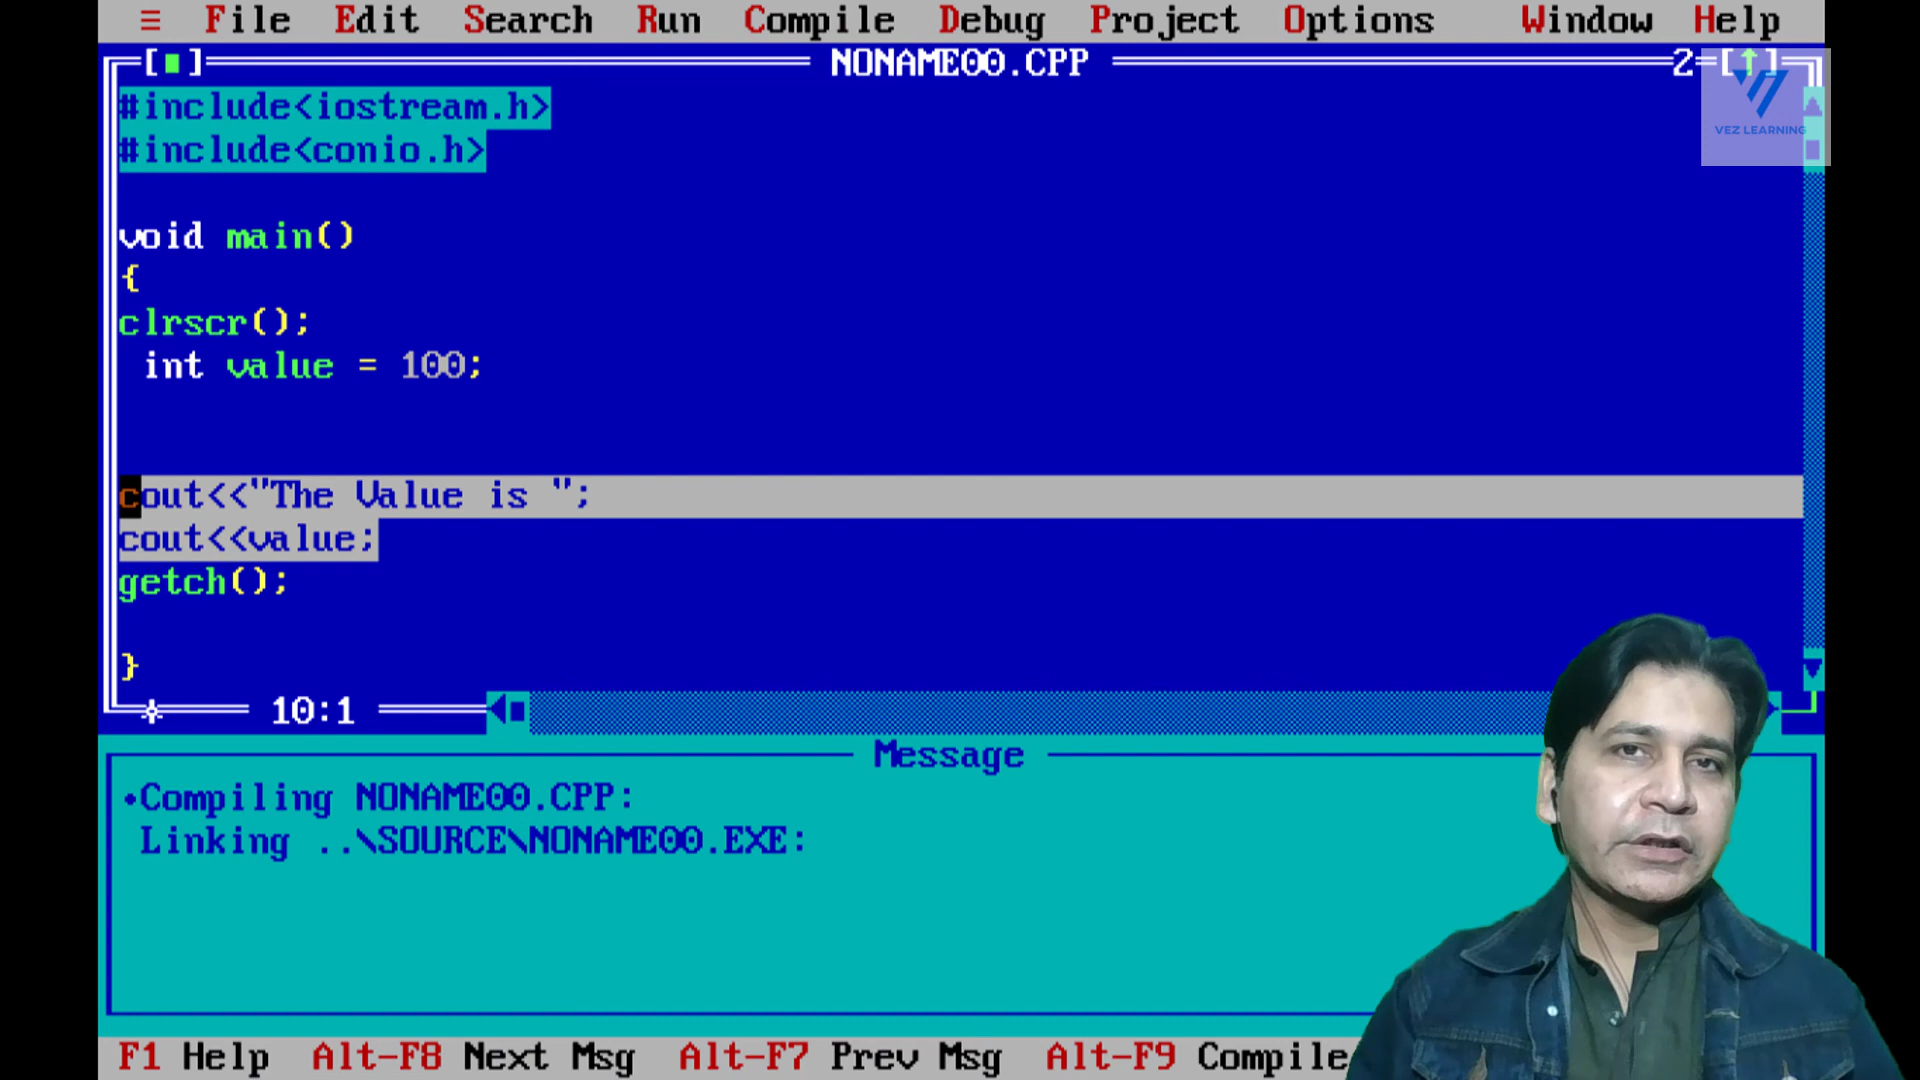 ≡ File Edit Search Run Compile Debug Project Options Window Help
[■] NONAME00.CPP 2=[↑]
VEZ LEARNING
#include<iostream.h>
#include<conio.h>
void main()
{
clrscr();
int value = 100;
cout<<"The Value is ";
cout<<value;
getch();
}
10:1
Message
•Compiling NONAME00.CPP:
Linking ..\SOURCE\NONAME00.EXE:
F1 Help Alt-F8 Next Msg Alt-F7 Prev Msg Alt-F9 Compile